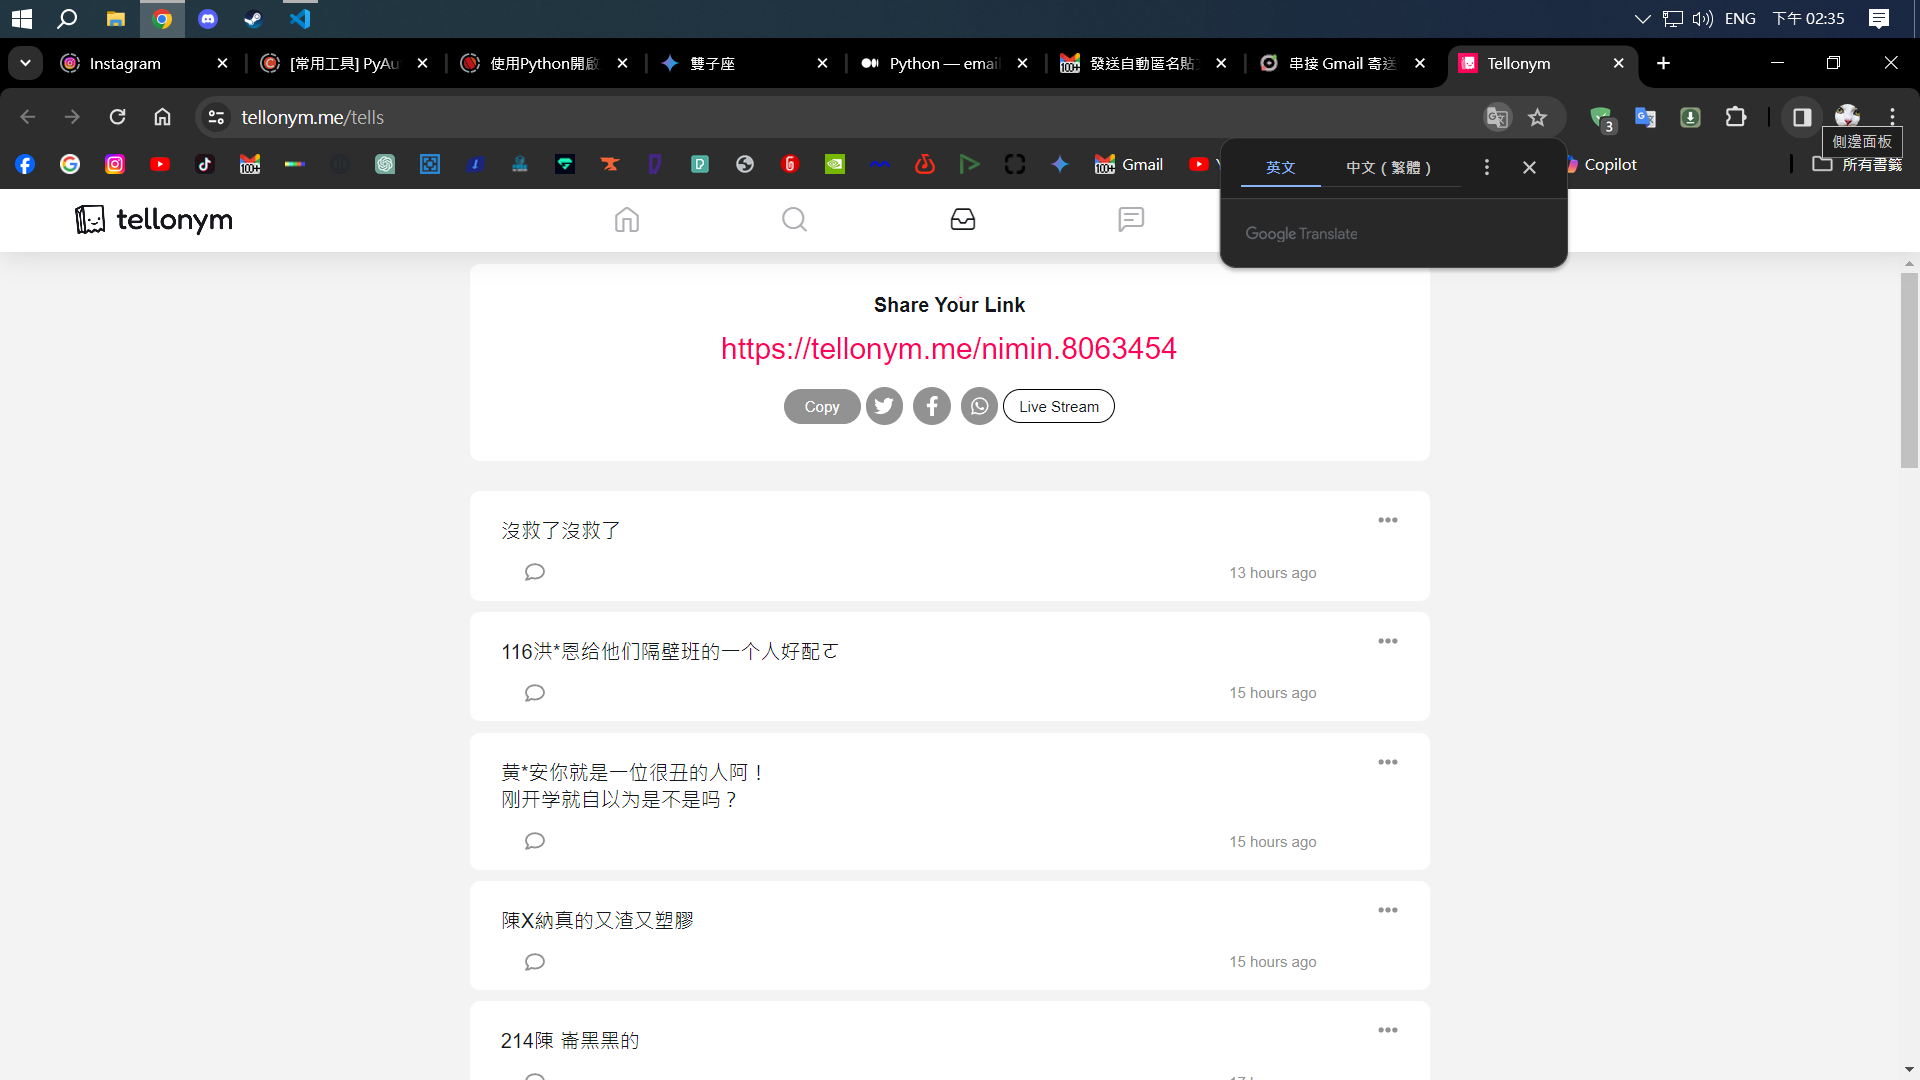 ENG
下午 02:35
Instagram
[常用工具] PyAu
使用Python開啟
雙子座
Python — email
發送自動匿名貼文
串接 Gmail 寄送
Tellonym
tellonym.me/tells
3
側邊面板
Gmail
Copilot
所有書籤
英文
中文（繁體）
Google Translate
tellonym
Share Your Link
https://tellonym.me/nimin.8063454
Copy
Live Stream
沒救了沒救了
13 hours ago
116洪*恩给他们隔壁班的一个人好配ㄛ
15 hours ago
黄*安你就是一位很丑的人阿！
刚开学就自以为是不是吗？
15 hours ago
陳X納真的又渣又塑膠
15 hours ago
214陳 崙黑黑的